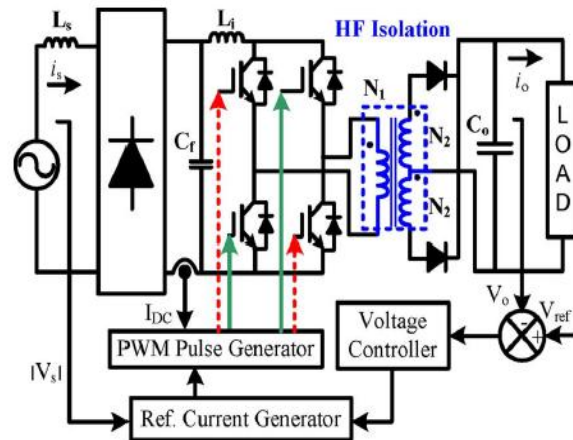 Ls
Li
HF Isolation
is
N1
io
Cf
N2
Co
N2
LOAD
IDC
Vo
Vref
PWM Pulse Generator
Voltage
Controller
- +
|Vs|
Ref. Current Generator